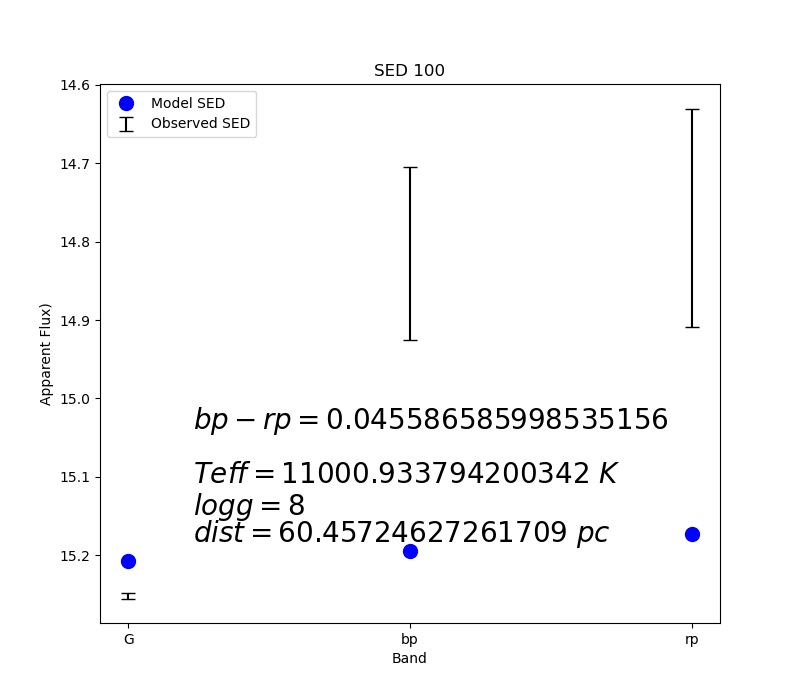 SED 100
14.6
14.7
14.8
14.9
15.0
15.1
15.2
Apparent Flux)
Model SED
Observed SED
bp − rp = 0.045586585998535156
Teff = 11000.933794200342 K
logg = 8
dist = 60.45724627261709 pc
G bp rp
Band